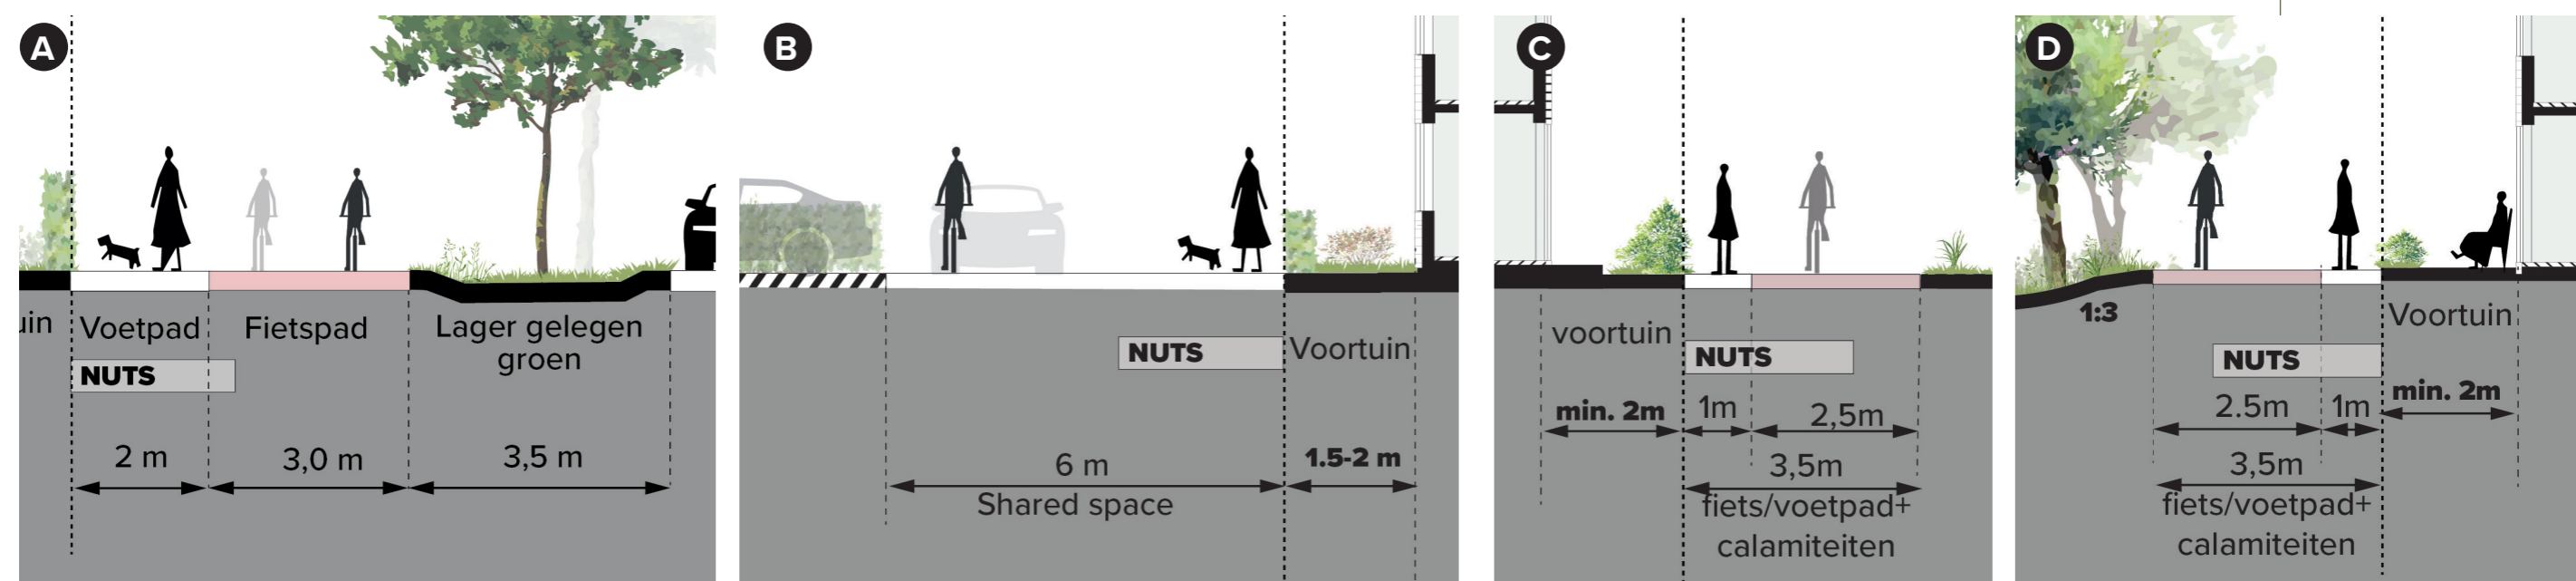 A
uin
Voetpad
Fietspad
Lager gelegen
groen
NUTS
2 m
3,0 m
3,5 m
B
NUTS
Voortuin
6 m
Shared space
1.5-2 m
C
voortuin
NUTS
min. 2m
1m
2,5m
3,5m
fiets/voetpad+
calamiteiten
D
1:3
Voortuin
NUTS
2.5m
1m
min. 2m
3,5m
fiets/voetpad+
calamiteiten